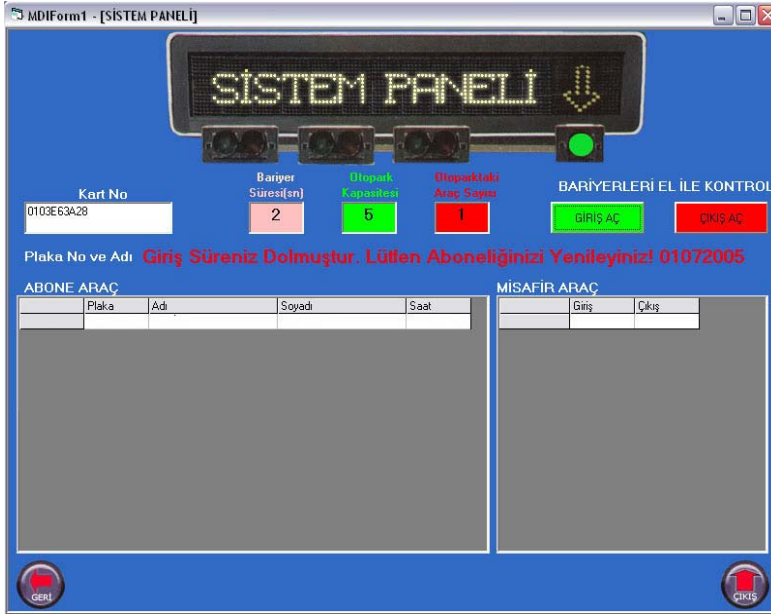 MDIForm1 - [SİSTEM PANELİ]
SİSTEM PANELİ
Kart No
0103E63A28
Bariyer
Süresi(sn)
2
Otopark
Kapasitesi
5
Otoparktaki
Araç Sayısı
1
BARİYERLERİ EL İLE KONTROL
GİRİŞ AÇ
ÇIKIŞ AÇ
Plaka No ve Adı Giriş Süreniz Dolmuştur. Lütfen Aboneliğinizi Yenileyiniz! 01072005
ABONE ARAÇ
Plaka Adı Soyadı Saat
MİSAFİR ARAÇ
Giriş Çıkış
GERİ
ÇIKIŞ